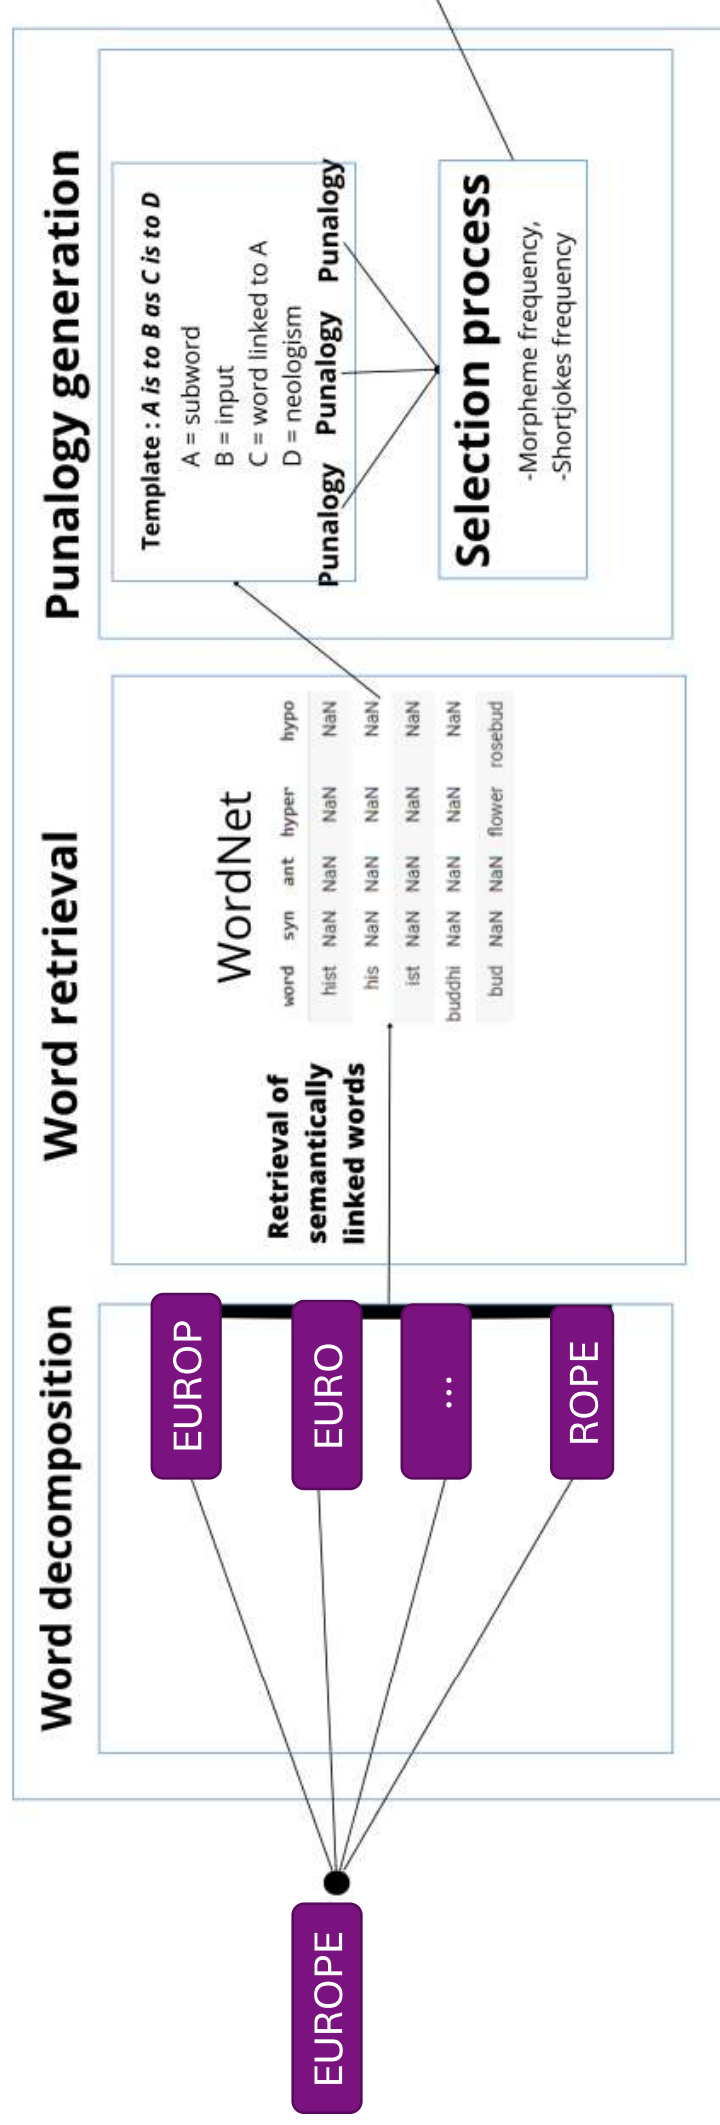 EUROPE
Word decomposition
EUROP
EURO
...
ROPE
Word retrieval
Retrieval of
semantically
linked words
WordNet
word syn ant hyper hypo
hist NaN NaN NaN NaN
his NaN NaN NaN NaN
ist NaN NaN NaN NaN
buddhi NaN NaN NaN NaN
bud NaN NaN flower rosebud
Punalogy generation
Template : A is to B as C is to D
A = subword
B = input
C = word linked to A
D = neologism
Punalogy Punalogy Punalogy
Selection process
-Morpheme frequency,
-Shortjokes frequency